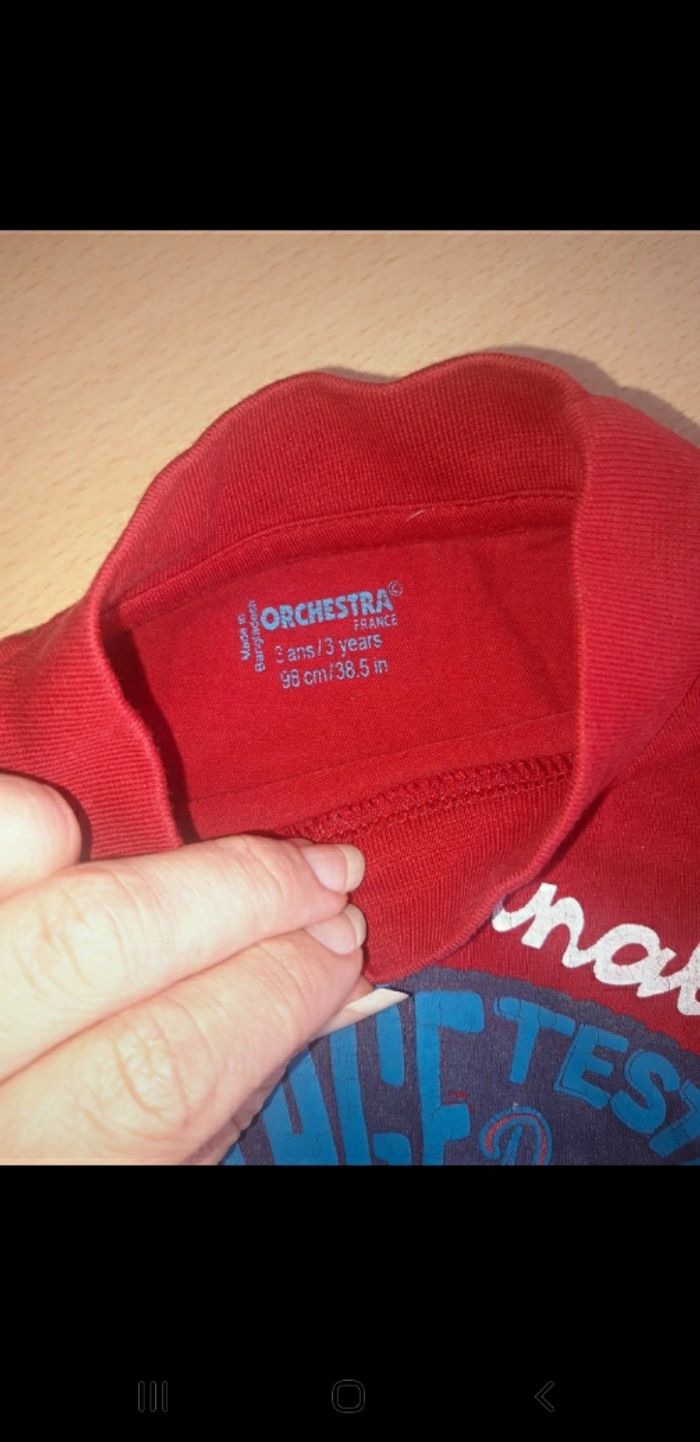 Made in
Bangladesh
ORCHESTRA©
FRANCE
3 ans/3 years
98 cm/38.5 in
TEST